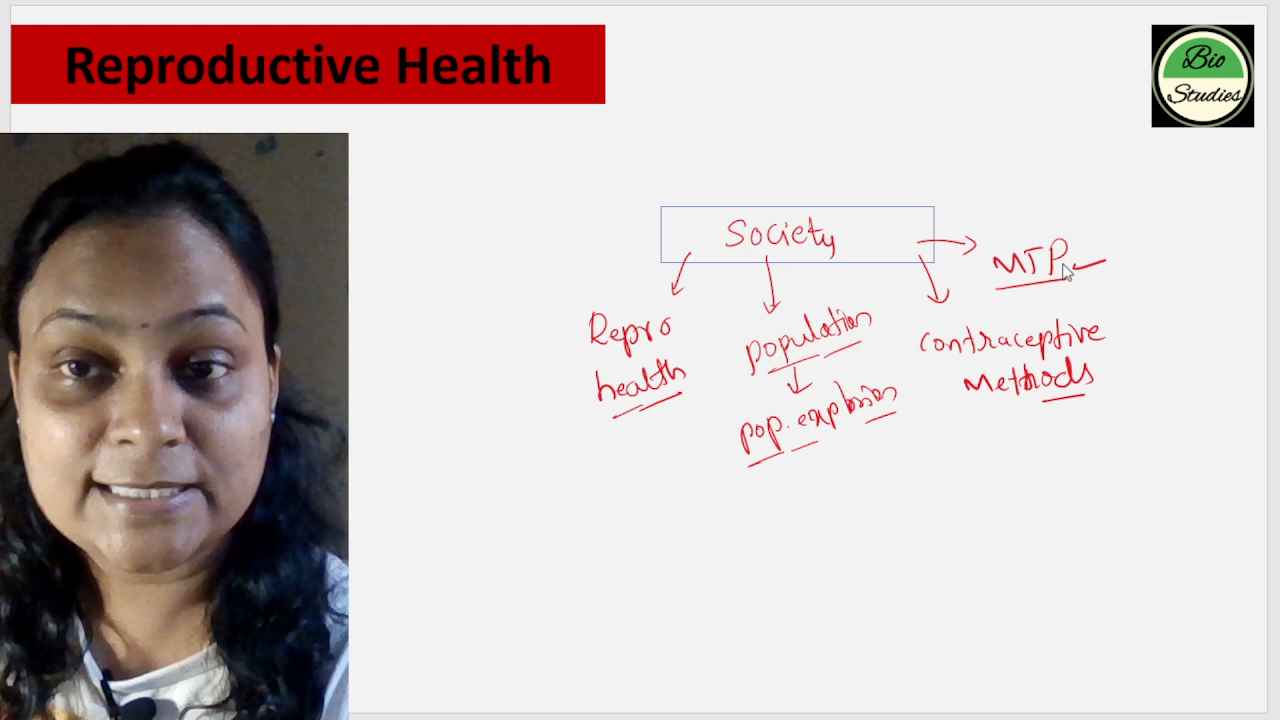 Reproductive Health
Bio
Studies
Society
MTP
Repro
health
population
pop. explosion
contraceptive
Methods